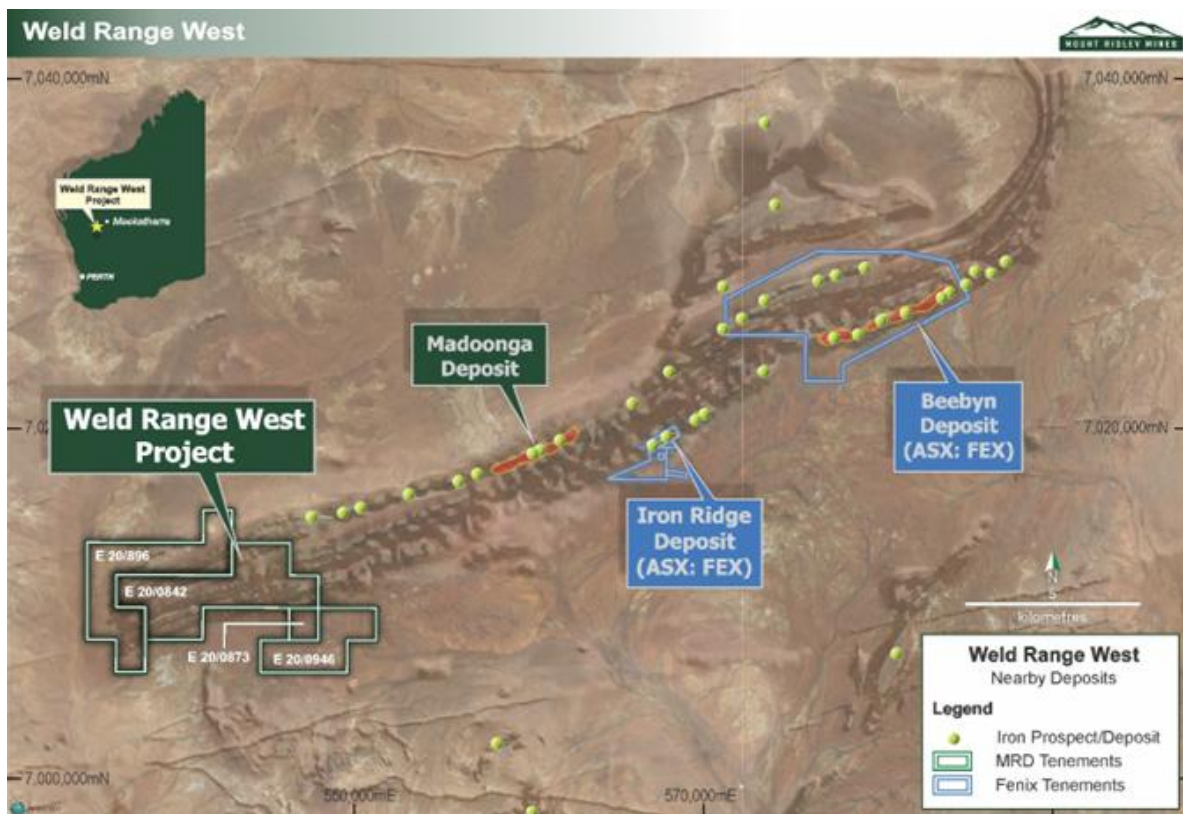 Weld Range West
MOUNT RIDLEY MINES
7,040,000mN
7,040,000mN
Weld Range West
Project
Meekatharra
PERTH
Madoonga
Deposit
Weld Range West
Project
Beebyn
Deposit
(ASX: FEX)
7,020,000mN
Iron Ridge
Deposit
(ASX: FEX)
E 20/896
E 20/0842
E 20/0873
E 20/0946
N
5
kilometres
Weld Range West
Nearby Deposits
Legend
Iron Prospect/Deposit
MRD Tenements
Fenix Tenements
7,000,000mN
570,000mE